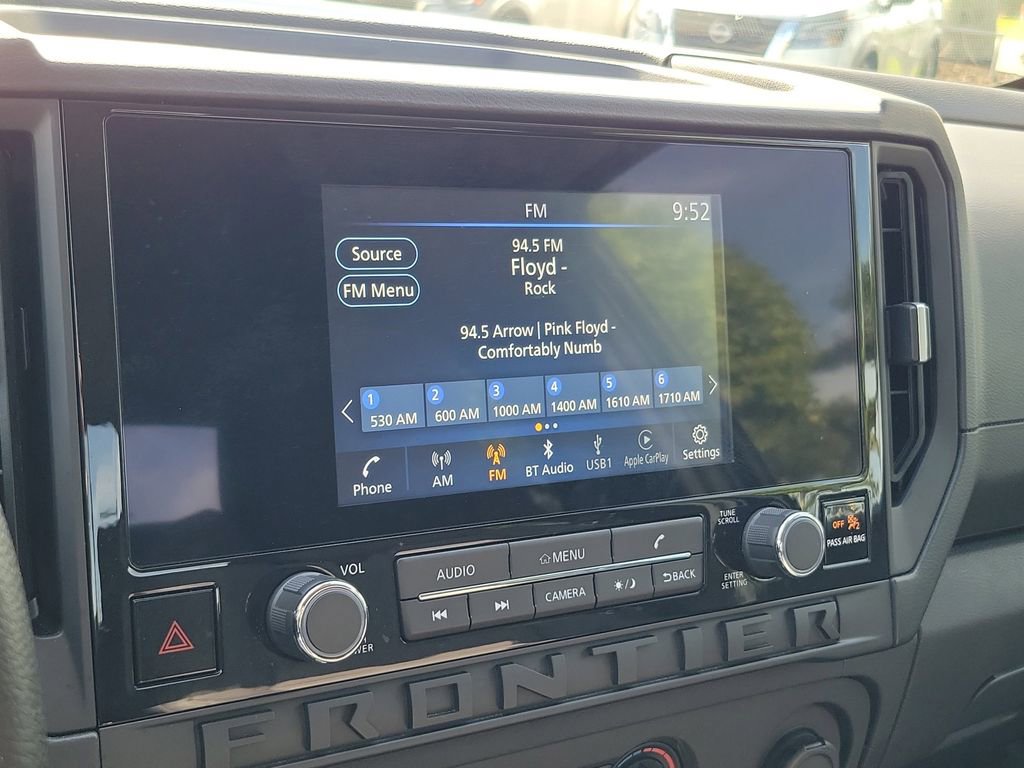 FM
9:52
Source
94.5 FM
Floyd -
FM Menu
Rock
94.5 Arrow | Pink Floyd -
Comfortably Numb
1 530 AM
2 600 AM
3 1000 AM
4 1400 AM
5 1610 AM
6 1710 AM
Phone
AM
FM
BT Audio
USB1
Apple CarPlay
Settings
VOL
AUDIO
MENU
TUNE
SCROLL
OFF
PASS AIR BAG
CAMERA
BACK
ENTER
SETTING
FRONTIER